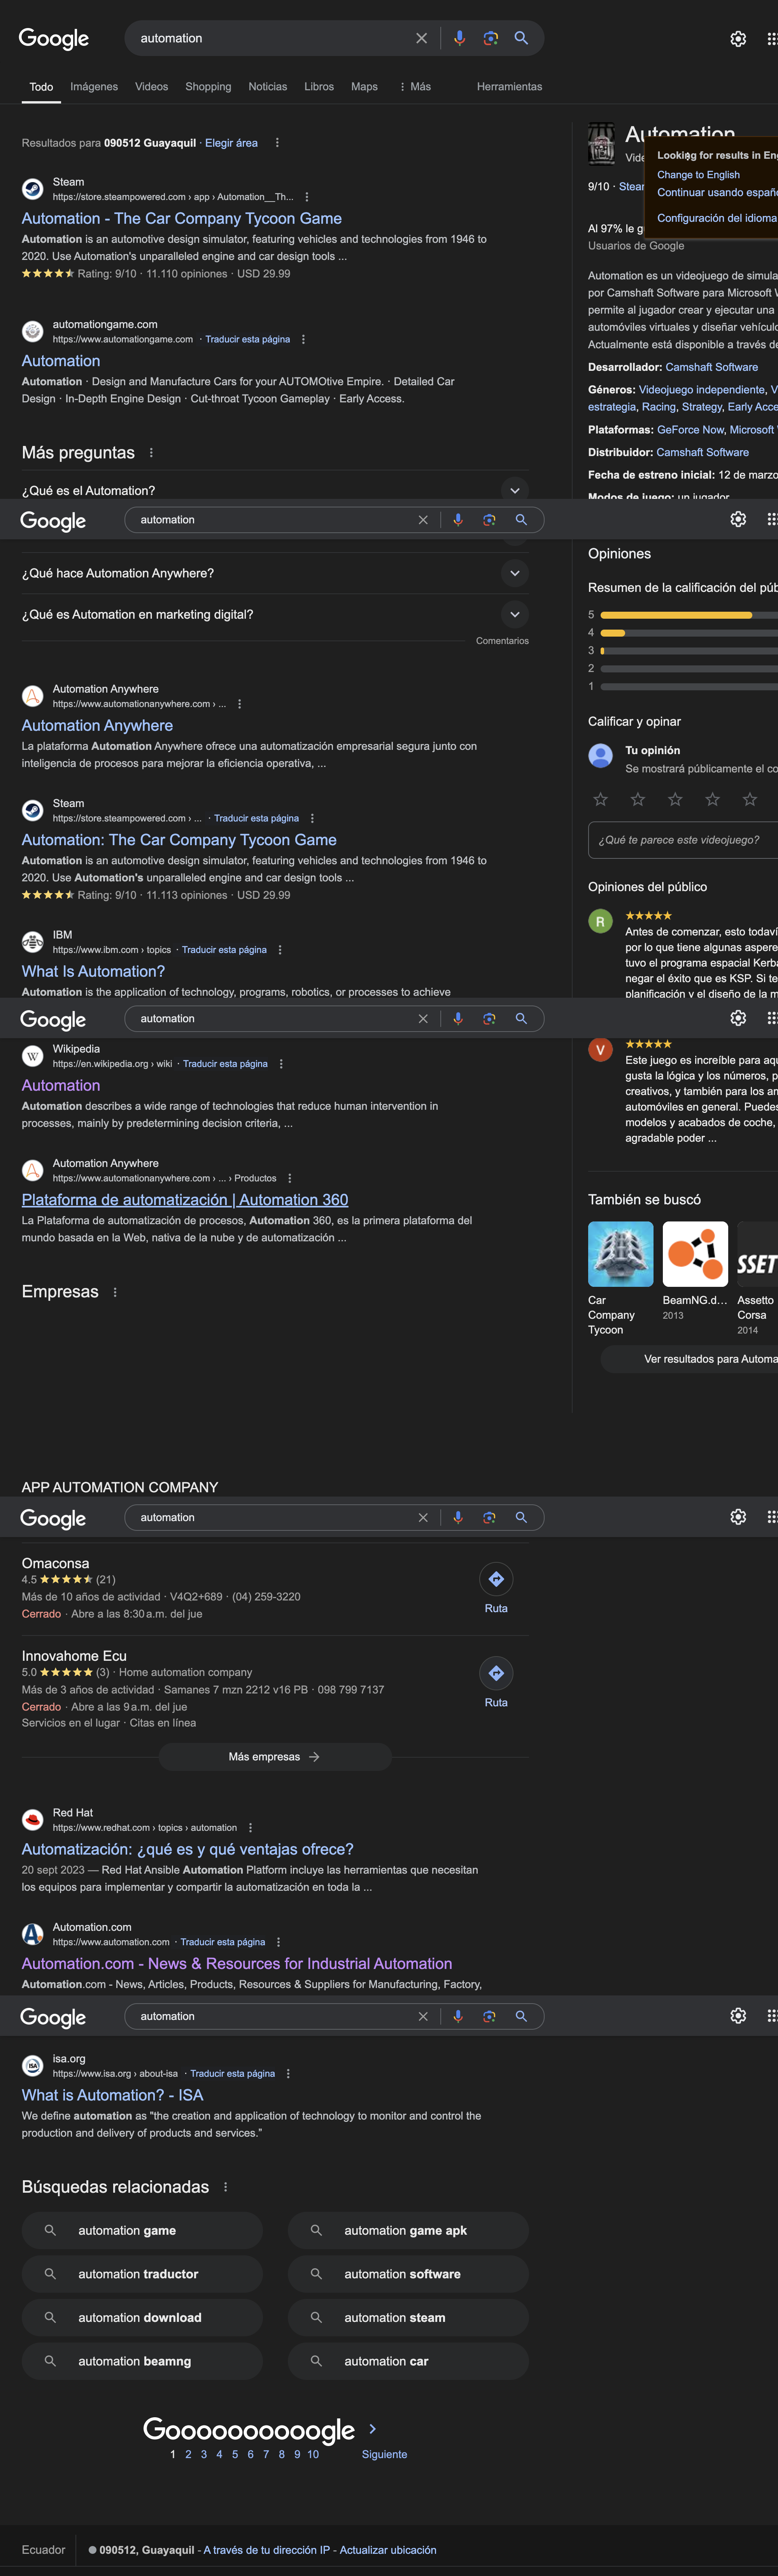 Google
automation
Todo Imágenes Videos Shopping Noticias Libros Maps Más Herramientas
Resultados para 090512 Guayaquil · Elegir área
Steam
https://store.steampowered.com › app › Automation__Th...
Automation - The Car Company Tycoon Game
Automation is an automotive design simulator, featuring vehicles and technologies from 1946 to
2020. Use Automation's unparalleled engine and car design tools ...
Rating: 9/10 · 11.110 opiniones · USD 29.99
automationgame.com
https://www.automationgame.com · Traducir esta página
Automation
Automation · Design and Manufacture Cars for your AUTOMOtive Empire. · Detailed Car
Design · In-Depth Engine Design · Cut-throat Tycoon Gameplay · Early Access.
Más preguntas
¿Qué es el Automation?
Automation
Looking for results in En
Change to English
Continuar usando españo
Configuración del idioma
9/10 · Stea
Al 97% le g
Usuarios de Google
Automation es un videojuego de simula
por Camshaft Software para Microsoft
permite al jugador crear y ejecutar una
automóviles virtuales y diseñar vehículo
Actualmente está disponible a través de
Desarrollador: Camshaft Software
Géneros: Videojuego independiente, V
estrategia, Racing, Strategy, Early Acce
Plataformas: GeForce Now, Microsoft
Distribuidor: Camshaft Software
Fecha de estreno inicial: 12 de marzo
Modos de juego: un jugador
Google
automation
¿Qué hace Automation Anywhere?
¿Qué es Automation en marketing digital?
Comentarios
Automation Anywhere
https://www.automationanywhere.com › ...
Automation Anywhere
La plataforma Automation Anywhere ofrece una automatización empresarial segura junto con
inteligencia de procesos para mejorar la eficiencia operativa, ...
Steam
https://store.steampowered.com › ... · Traducir esta página
Automation: The Car Company Tycoon Game
Automation is an automotive design simulator, featuring vehicles and technologies from 1946 to
2020. Use Automation's unparalleled engine and car design tools ...
Rating: 9/10 · 11.113 opiniones · USD 29.99
IBM
https://www.ibm.com › topics · Traducir esta página
What Is Automation?
Automation is the application of technology, programs, robotics, or processes to achieve
Opiniones
Resumen de la calificación del púb
5
4
3
2
1
Calificar y opinar
Tu opinión
Se mostrará públicamente el co
¿Qué te parece este videojuego?
Opiniones del público
R
Antes de comenzar, esto todaví
por lo que tiene algunas aspere
tuvo el programa espacial Kerba
negar el éxito que es KSP. Si te
planificación y el diseño de la m
Google
automation
W
Wikipedia
https://en.wikipedia.org › wiki · Traducir esta página
Automation
Automation describes a wide range of technologies that reduce human intervention in
processes, mainly by predetermining decision criteria, ...
Automation Anywhere
https://www.automationanywhere.com › ... › Productos
Plataforma de automatización | Automation 360
La Plataforma de automatización de procesos, Automation 360, es la primera plataforma del
mundo basada en la Web, nativa de la nube y de automatización ...
Empresas
APP AUTOMATION COMPANY
V
Este juego es increíble para aqu
gusta la lógica y los números, p
creativos, y también para los am
automóviles en general. Puedes
modelos y acabados de coche,
agradable poder ...
También se buscó
SSET
Car
Company
Tycoon
BeamNG.d...
2013
Assetto
Corsa
2014
Ver resultados para Automa
Google
automation
Omaconsa
4.5 (21)
Más de 10 años de actividad · V4Q2+689 · (04) 259-3220
Cerrado · Abre a las 8:30 a.m. del jue
Ruta
Innovahome Ecu
5.0 (3) · Home automation company
Más de 3 años de actividad · Samanes 7 mzn 2212 v16 PB · 098 799 7137
Cerrado · Abre a las 9 a.m. del jue
Servicios en el lugar · Citas en línea
Ruta
Más empresas
Red Hat
https://www.redhat.com › topics › automation
Automatización: ¿qué es y qué ventajas ofrece?
20 sept 2023 — Red Hat Ansible Automation Platform incluye las herramientas que necesitan
los equipos para implementar y compartir la automatización en toda la ...
Automation.com
https://www.automation.com · Traducir esta página
Automation.com - News & Resources for Industrial Automation
Automation.com - News, Articles, Products, Resources & Suppliers for Manufacturing, Factory,
Google
automation
ISA
isa.org
https://www.isa.org › about-isa · Traducir esta página
What is Automation? - ISA
We define automation as "the creation and application of technology to monitor and control the
production and delivery of products and services."
Búsquedas relacionadas
automation game
automation game apk
automation traductor
automation software
automation download
automation steam
automation beamng
automation car
Goooooooooogle
1 2 3 4 5 6 7 8 9 10 Siguiente
Ecuador
090512, Guayaquil - A través de tu dirección IP - Actualizar ubicación